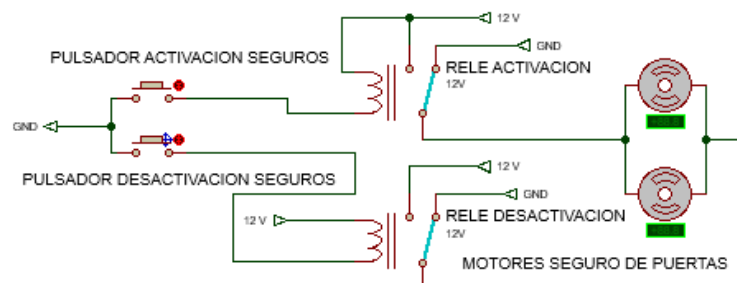 12 V
GND
PULSADOR ACTIVACION SEGUROS
RELE ACTIVACION
12V
GND
PULSADOR DESACTIVACION SEGUROS
12 V
GND
12 V
RELE DESACTIVACION
12V
MOTORES SEGURO DE PUERTAS